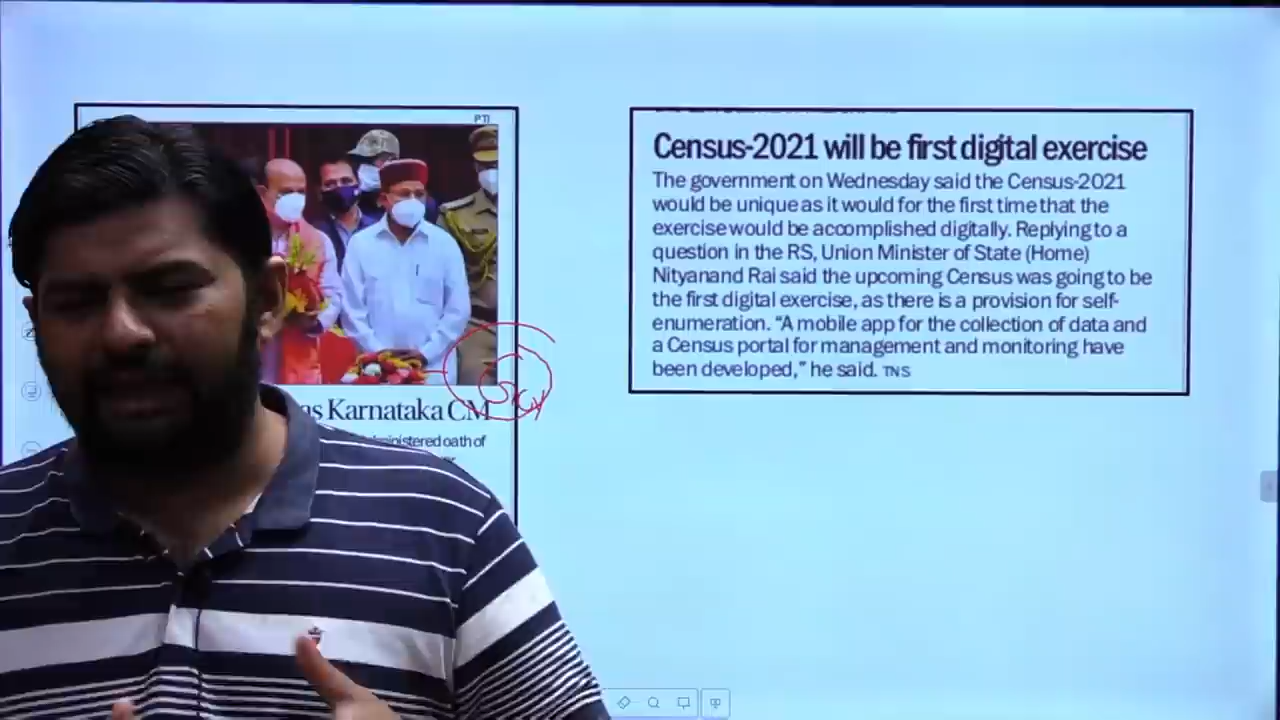 PTI
as Karnataka CM
ministered oath of
Census-2021 will be first digital exercise
The government on Wednesday said the Census-2021
would be unique as it would for the first time that the
exercise would be accomplished digitally. Replying to a
question in the RS, Union Minister of State (Home)
Nityanand Rai said the upcoming Census was going to be
the first digital exercise, as there is a provision for self-
enumeration. “A mobile app for the collection of data and
a Census portal for management and monitoring have
been developed,” he said. TNS